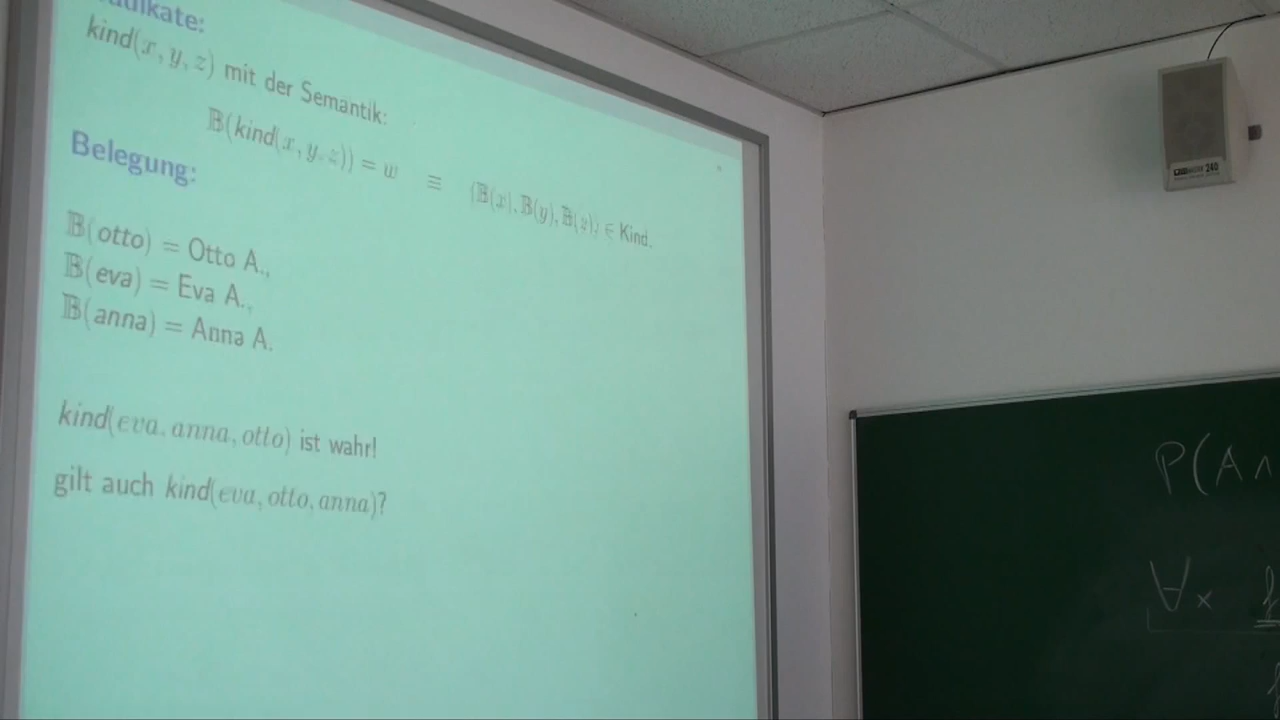 kind(x, y, z) mit der Semantik:
𝔹(kind(x, y, z)) = w ≡ (𝔹(x), 𝔹(y), 𝔹(z)) ∈ Kind.
Belegung:
𝔹(otto) = Otto A.,
𝔹(eva) = Eva A.,
𝔹(anna) = Anna A.
kind(eva, anna, otto) ist wahr!
gilt auch kind(eva, otto, anna)?
240
P(A ∧
∀x